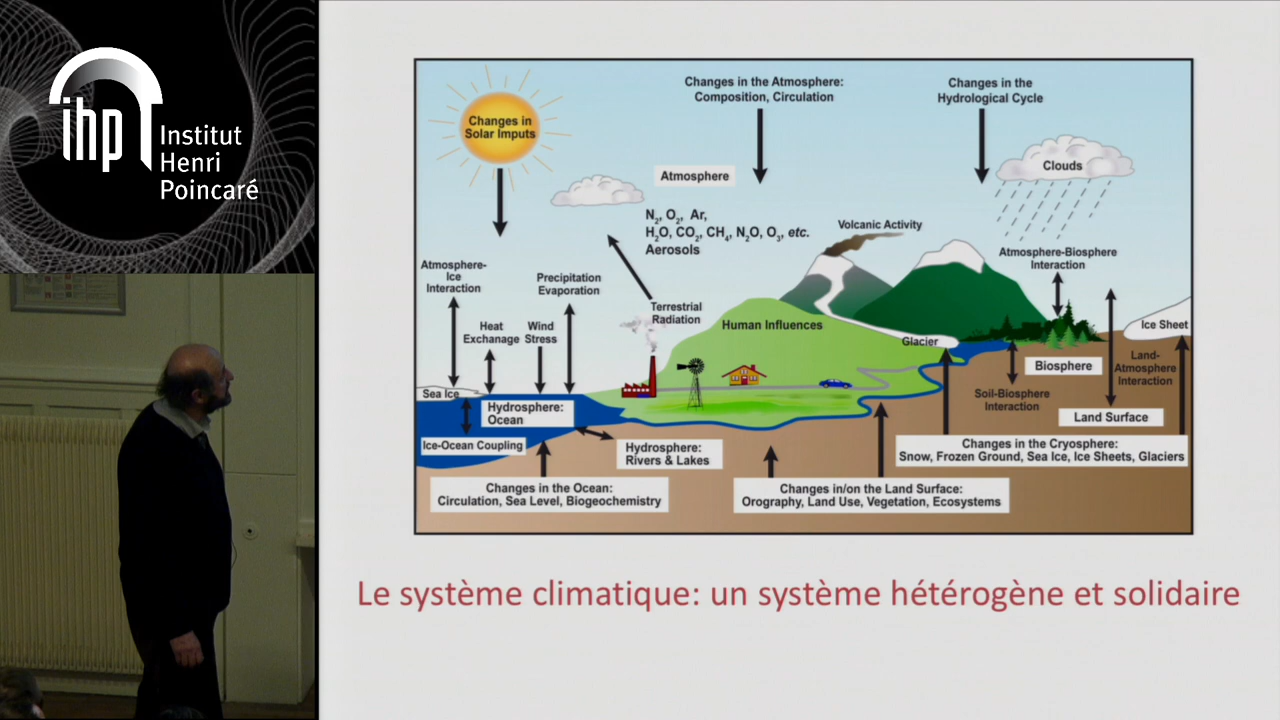 ihp
Institut
Henri
Poincaré
Changes in
Solar Imputs
Changes in the Atmosphere:
Composition, Circulation
Changes in the
Hydrological Cycle
Clouds
Atmosphere
N₂, O₂, Ar,
H₂O, CO₂, CH₄, N₂O, O₃, etc.
Aerosols
Volcanic Activity
Atmosphere-Biosphere
Interaction
Atmosphere-
Ice
Interaction
Precipitation
Evaporation
Terrestrial
Radiation
Heat
Exchanage
Wind
Stress
Human Influences
Glacier
Ice Sheet
Biosphere
Land-
Atmosphere
Interaction
Soil-Biosphere
Interaction
Land Surface
Sea Ice
Hydrosphere:
Ocean
Ice-Ocean Coupling
Hydrosphere:
Rivers & Lakes
Changes in the Cryosphere:
Snow, Frozen Ground, Sea Ice, Ice Sheets, Glaciers
Changes in the Ocean:
Circulation, Sea Level, Biogeochemistry
Changes in/on the Land Surface:
Orography, Land Use, Vegetation, Ecosystems
Le système climatique: un système hétérogène et solidaire